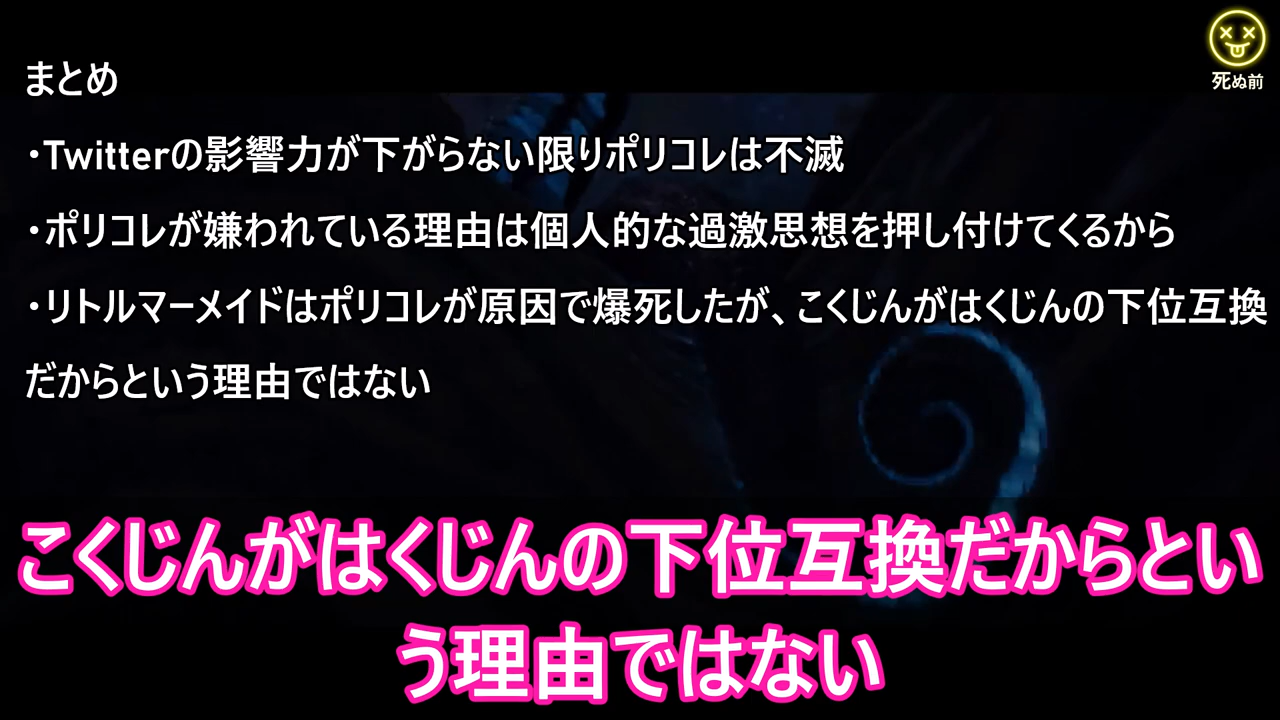 死ぬ前
まとめ
・Twitterの影響力が下がらない限りポリコレは不滅
・ポリコレが嫌われている理由は個人的な過激思想を押し付けてくるから
・リトルマーメイドはポリコレが原因で爆死したが、こくじんがはくじんの下位互換
だからという理由ではない
こくじんがはくじんの下位互換だからとい
う理由ではない